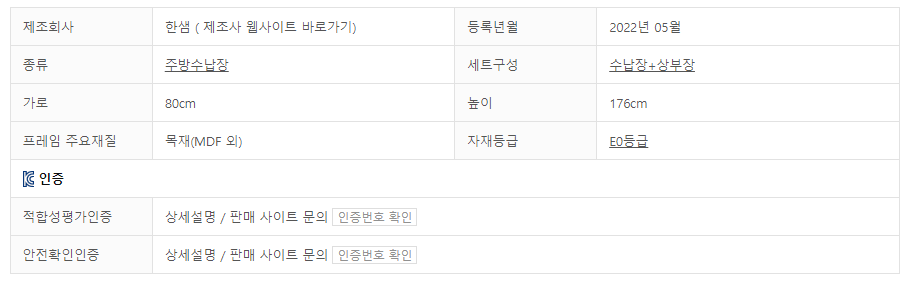 제조회사 한샘 ( 제조사 웹사이트 바로가기) 등록년월 2022년 05월
종류 주방수납장 세트구성 수납장+상부장
가로 80cm 높이 176cm
프레임 주요재질 목재(MDF 외) 자재등급 E0등급
인증
적합성평가인증 상세설명 / 판매 사이트 문의 인증번호 확인
안전확인인증 상세설명 / 판매 사이트 문의 인증번호 확인